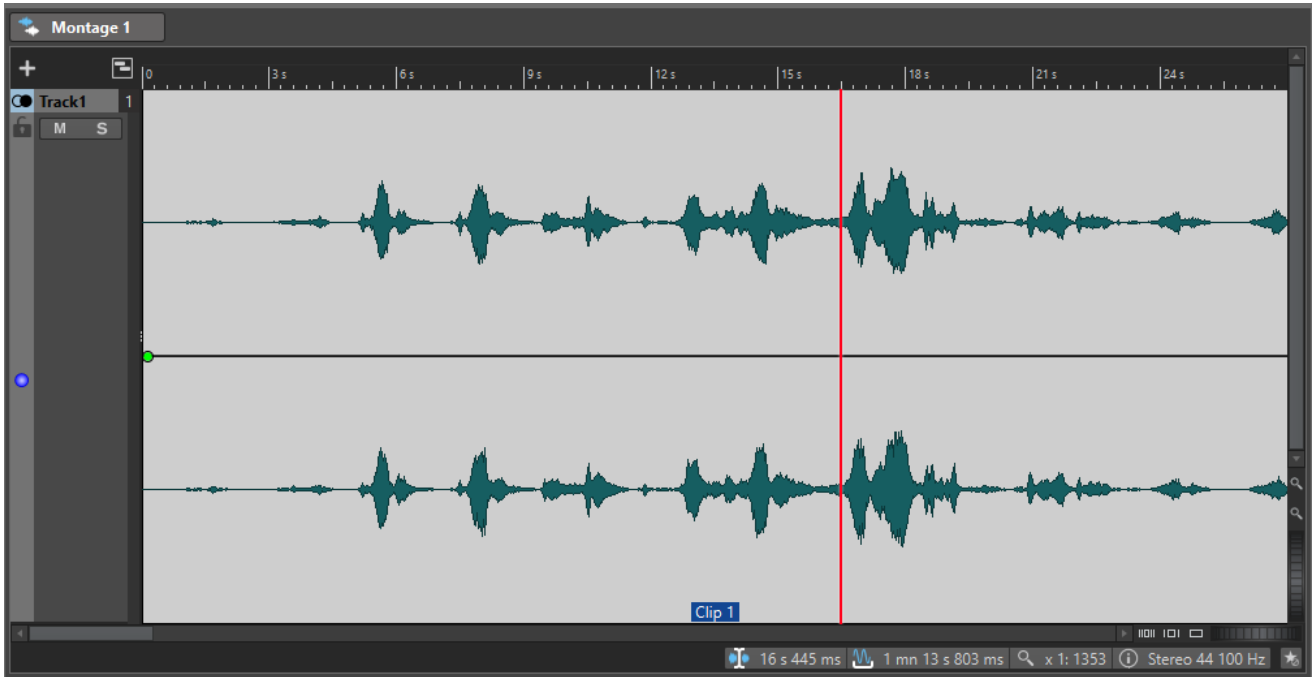 Montage 1
0 3 s 6 s 9 s 12 s 15 s 18 s 21 s 24 s
Track1 1
M S
Clip 1
16 s 445 ms 1 mn 13 s 803 ms x 1: 1353 Stereo 44 100 Hz